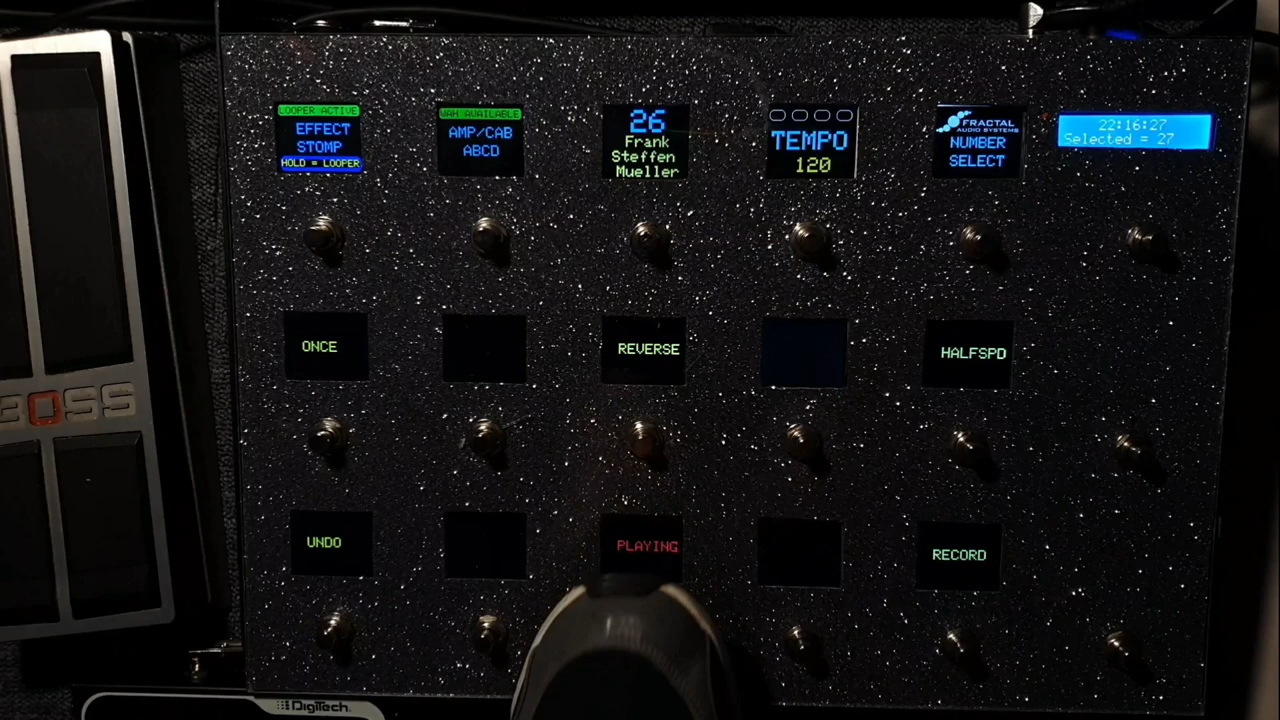 LOOPER ACTIVE
EFFECT
STOMP
HOLD = LOOPER
WAH AVAILABLE
AMP/CAB
ABCD
26
Frank
Steffen
Mueller
TEMPO
120
FRACTAL
AUDIO SYSTEMS
NUMBER
SELECT
22:16:27
Selected = 27
ONCE
REVERSE
HALFSPD
BOSS
UNDO
PLAYING
RECORD
DigiTech